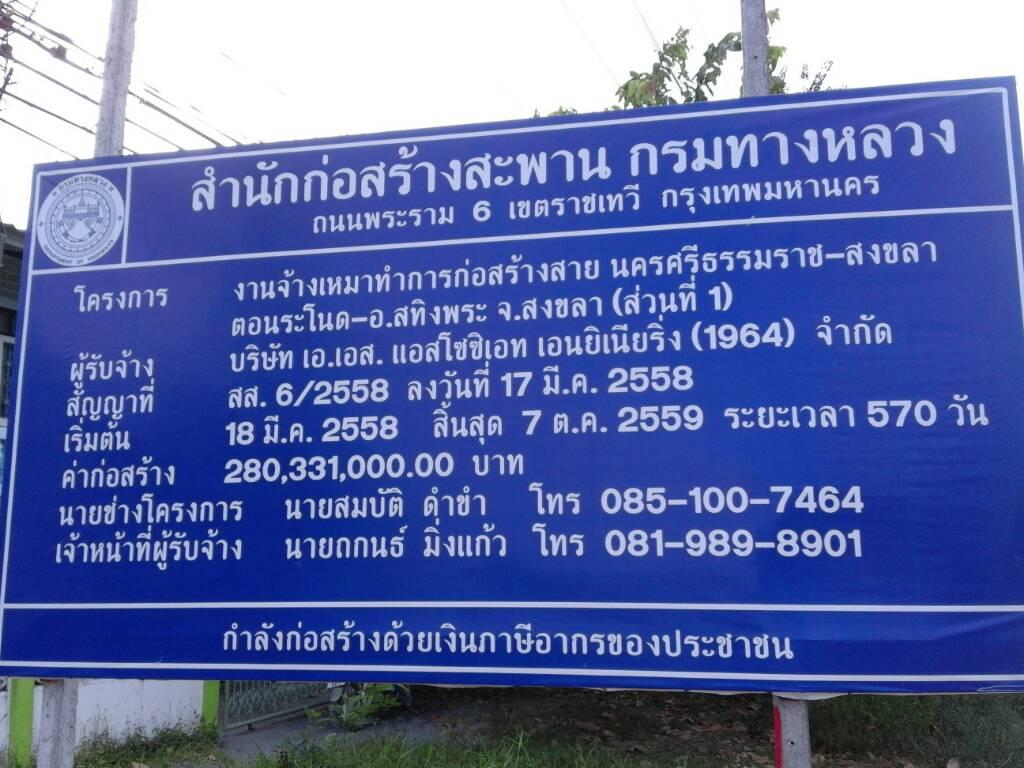 กรมทางหลวง
DEPARTMENT OF HIGHWAYS
สำนักก่อสร้างสะพาน กรมทางหลวง
ถนนพระราม 6 เขตราชเทวี กรุงเทพมหานคร
โครงการ งานจ้างเหมาทำการก่อสร้างสาย นครศรีธรรมราช-สงขลา
ตอนระโนด-อ.สทิงพระ จ.สงขลา (ส่วนที่ 1)
ผู้รับจ้าง บริษัท เอ.เอส. แอสโซซิเอท เอนยิเนียริ่ง (1964) จำกัด
สัญญาที่ สส. 6/2558 ลงวันที่ 17 มี.ค. 2558
เริ่มต้น 18 มี.ค. 2558 สิ้นสุด 7 ต.ค. 2559 ระยะเวลา 570 วัน
ค่าก่อสร้าง 280,331,000.00 บาท
นายช่างโครงการ นายสมบัติ ดำขำ โทร 085-100-7464
เจ้าหน้าที่ผู้รับจ้าง นายถกนธ์ มิ่งแก้ว โทร 081-989-8901
กำลังก่อสร้างด้วยเงินภาษีอากรของประชาชน